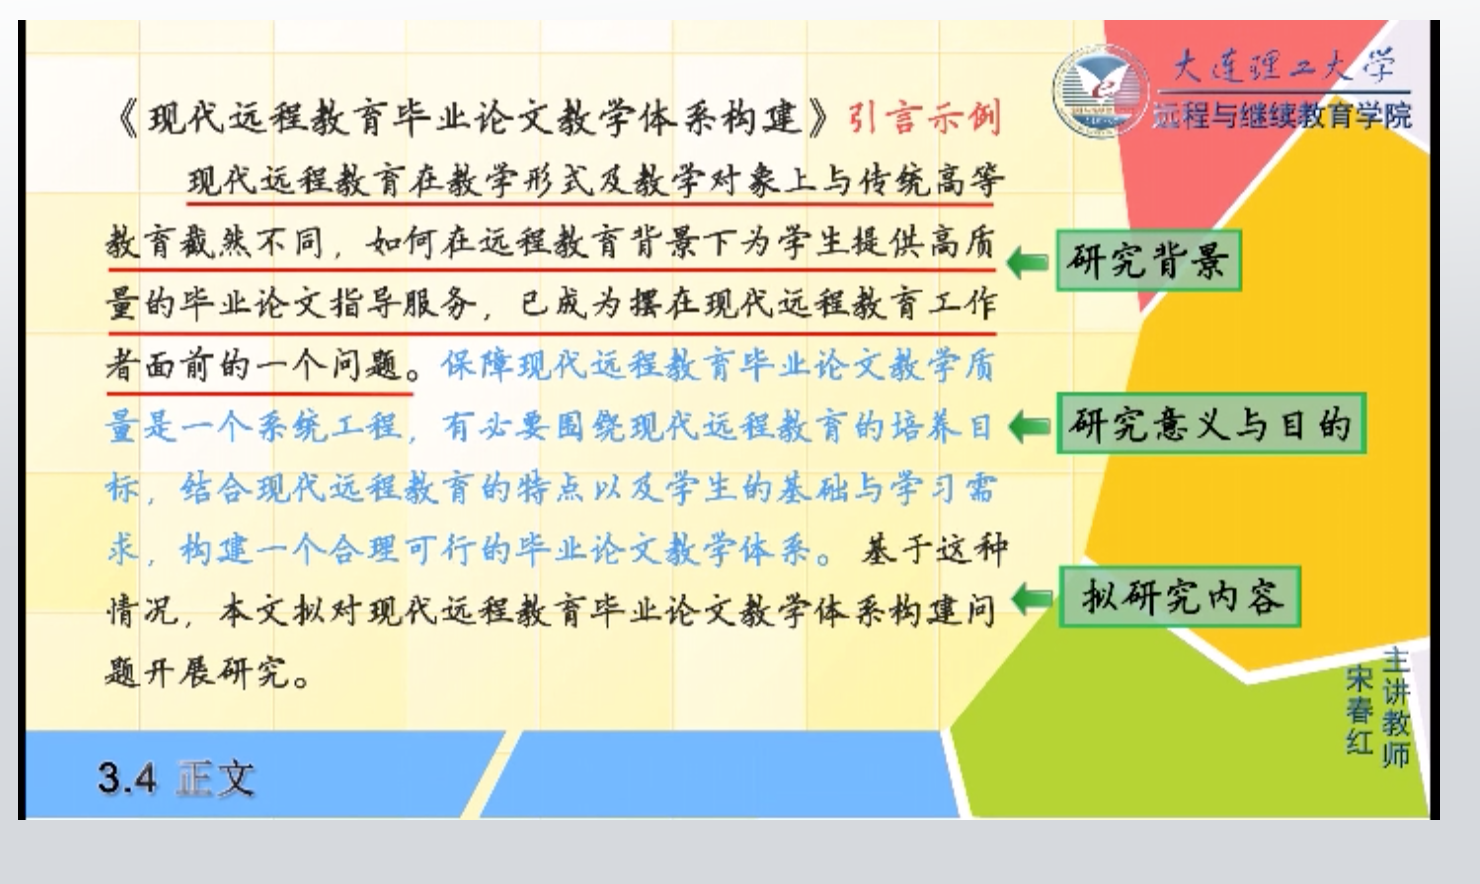 大连理工大学
远程与继续教育学院
《现代远程教育毕业论文教学体系构建》引言示例
现代远程教育在教学形式及教学对象上与传统高等
教育截然不同，如何在远程教育背景下为学生提供高质
量的毕业论文指导服务，已成为摆在现代远程教育工作
者面前的一个问题。保障现代远程教育毕业论文教学质
量是一个系统工程，有必要围绕现代远程教育的培养目
标，结合现代远程教育的特点以及学生的基础与学习需
求，构建一个合理可行的毕业论文教学体系。基于这种
情况，本文拟对现代远程教育毕业论文教学体系构建问
题开展研究。
研究背景
研究意义与目的
拟研究内容
主讲教师
宋春红
3.4 正文